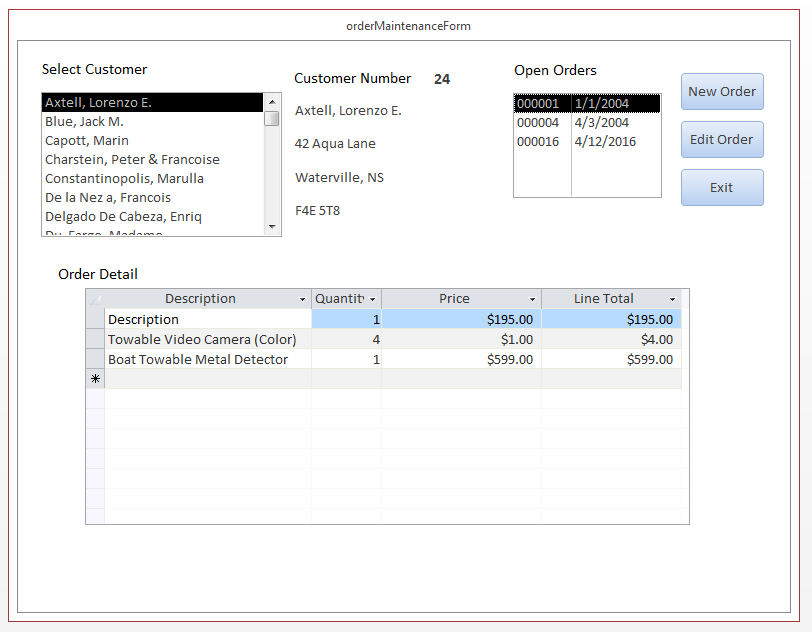 orderMaintenanceForm
Select Customer
Axtell, Lorenzo E.
Blue, Jack M.
Capott, Marin
Charstein, Peter & Francoise
Constantinopolis, Marulla
De la Nez a, Francois
Delgado De Cabeza, Enriq
Du Fargo, Madame
Customer Number 24
Axtell, Lorenzo E.
42 Aqua Lane
Waterville, NS
F4E 5T8
Open Orders
000001 1/1/2004
000004 4/3/2004
000016 4/12/2016
New Order
Edit Order
Exit
Order Detail
Description Quantit Price Line Total
Description 1 $195.00 $195.00
Towable Video Camera (Color) 4 $1.00 $4.00
Boat Towable Metal Detector 1 $599.00 $599.00
*